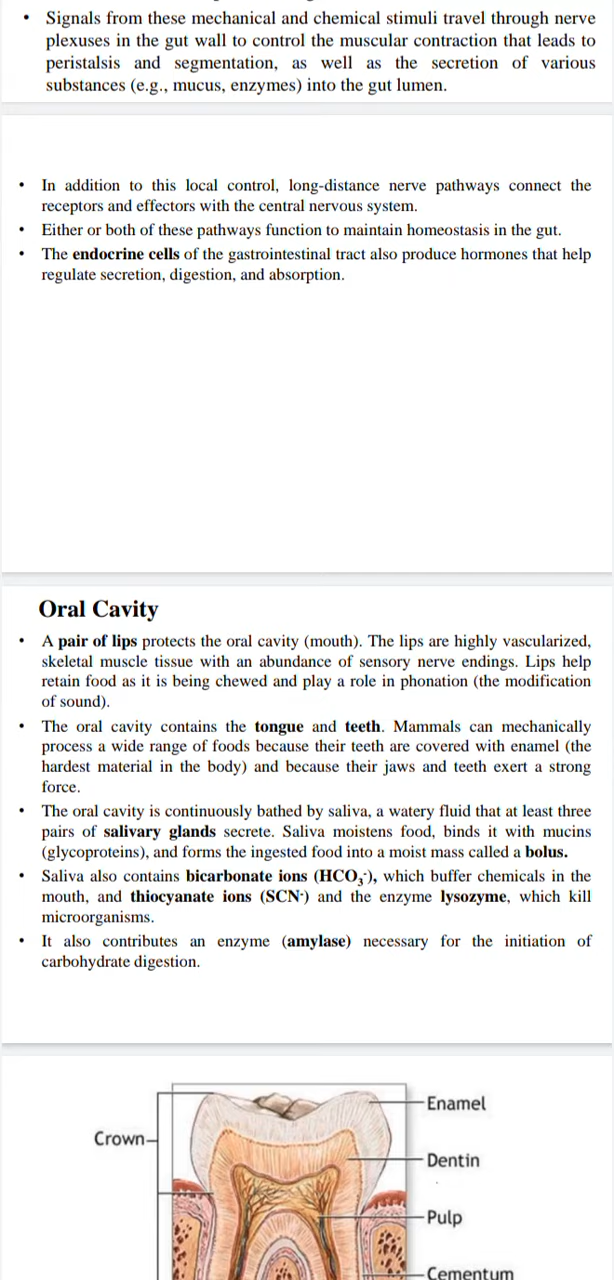 • Signals from these mechanical and chemical stimuli travel through nerve
plexuses in the gut wall to control the muscular contraction that leads to
peristalsis and segmentation, as well as the secretion of various
substances (e.g., mucus, enzymes) into the gut lumen.
• In addition to this local control, long-distance nerve pathways connect the
receptors and effectors with the central nervous system.
• Either or both of these pathways function to maintain homeostasis in the gut.
• The endocrine cells of the gastrointestinal tract also produce hormones that help
regulate secretion, digestion, and absorption.
Oral Cavity
• A pair of lips protects the oral cavity (mouth). The lips are highly vascularized,
skeletal muscle tissue with an abundance of sensory nerve endings. Lips help
retain food as it is being chewed and play a role in phonation (the modification
of sound).
• The oral cavity contains the tongue and teeth. Mammals can mechanically
process a wide range of foods because their teeth are covered with enamel (the
hardest material in the body) and because their jaws and teeth exert a strong
force.
• The oral cavity is continuously bathed by saliva, a watery fluid that at least three
pairs of salivary glands secrete. Saliva moistens food, binds it with mucins
(glycoproteins), and forms the ingested food into a moist mass called a bolus.
• Saliva also contains bicarbonate ions (HCO₃⁻), which buffer chemicals in the
mouth, and thiocyanate ions (SCN⁻) and the enzyme lysozyme, which kill
microorganisms.
• It also contributes an enzyme (amylase) necessary for the initiation of
carbohydrate digestion.
Enamel
Crown
Dentin
Pulp
Cementum